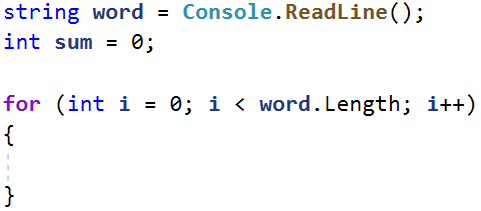 string word = Console.ReadLine();
int sum = 0;
for (int i = 0; i < word.Length; i++)
{
}